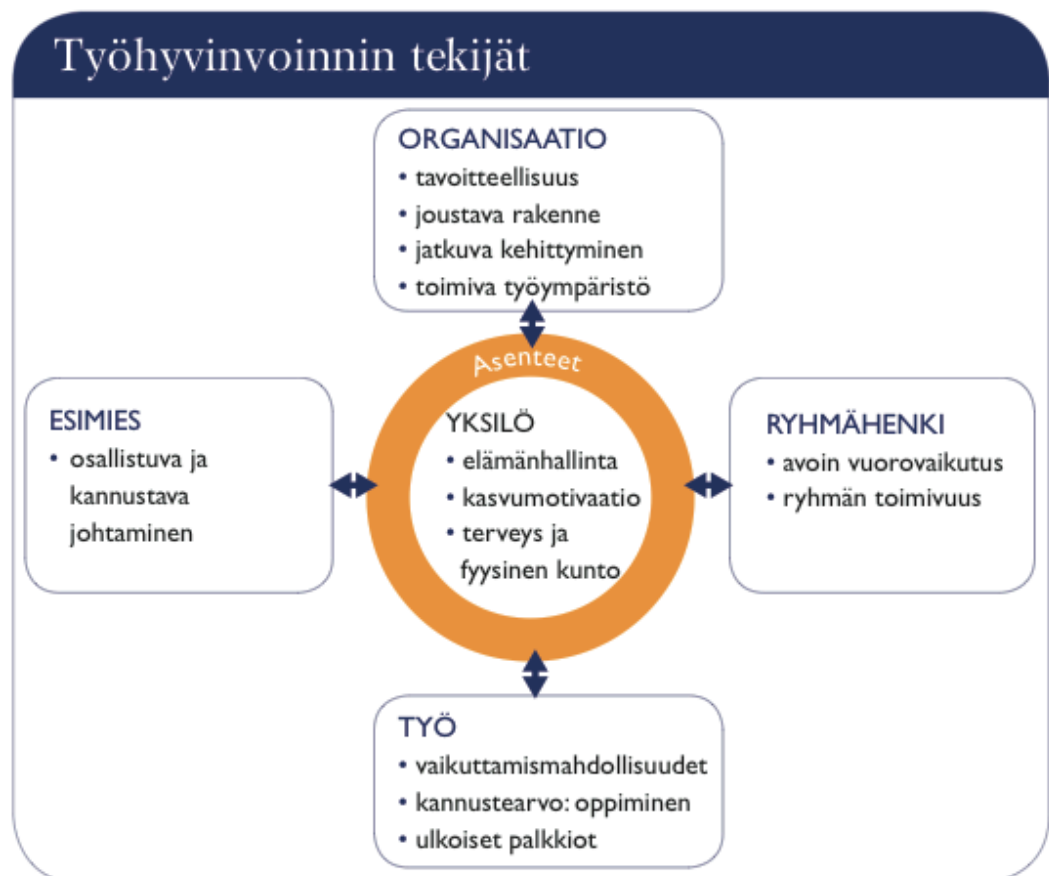 Työhyvinvoinnin tekijät
ORGANISAATIO
• tavoitteellisuus
• joustava rakenne
• jatkuva kehittyminen
• toimiva työympäristö
Asenteet
ESIMIES
• osallistuva ja
kannustava
johtaminen
YKSILÖ
• elämänhallinta
• kasvumotivaatio
• terveys ja
fyysinen kunto
RYHMÄHENKI
• avoin vuorovaikutus
• ryhmän toimivuus
TYÖ
• vaikuttamismahdollisuudet
• kannustearvo: oppiminen
• ulkoiset palkkiot